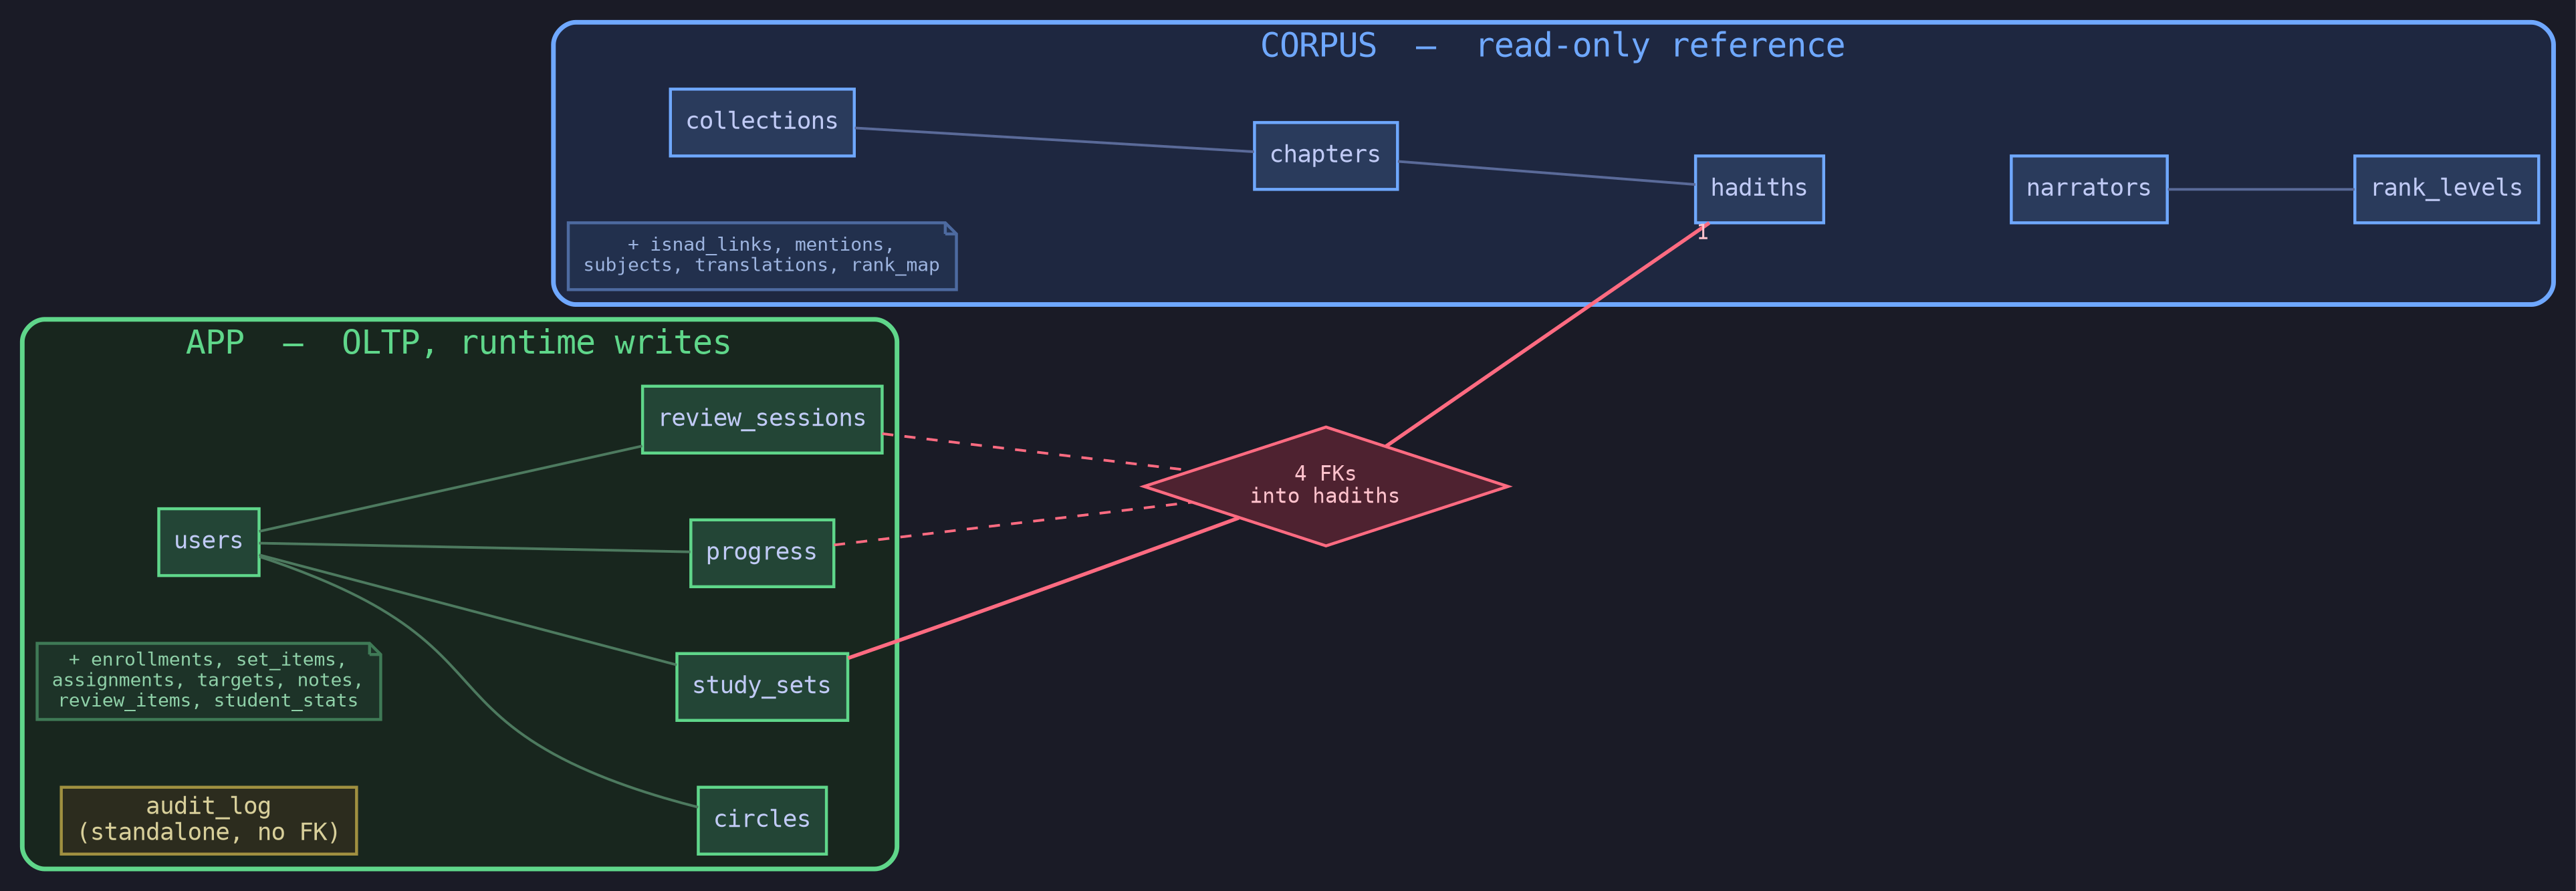 CORPUS — read-only reference
collections
chapters
hadiths
narrators
rank_levels
1
+ isnad_links, mentions,
subjects, translations, rank_map
APP — OLTP, runtime writes
review_sessions
4 FKs
into hadiths
users
progress
+ enrollments, set_items,
assignments, targets, notes,
review_items, student_stats
study_sets
audit_log
(standalone, no FK)
circles